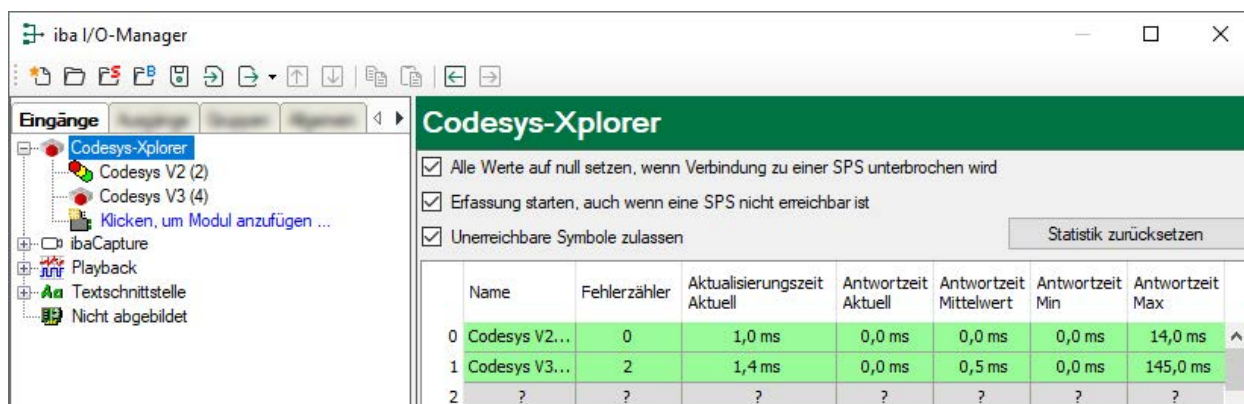 iba I/O-Manager
Eingänge
Codesys-Xplorer
Codesys V2 (2)
Codesys V3 (4)
Klicken, um Modul anzufügen ...
ibaCapture
Playback
Textschnittstelle
Nicht abgebildet
Codesys-Xplorer
Alle Werte auf null setzen, wenn Verbindung zu einer SPS unterbrochen wird
Erfassung starten, auch wenn eine SPS nicht erreichbar ist
Unerreichbare Symbole zulassen
Statistik zurücksetzen
Name Fehlerzähler Aktualisierungszeit Aktuell Antwortzeit Aktuell Antwortzeit Mittelwert Antwortzeit Min Antwortzeit Max
0 Codesys V2... 0 1,0 ms 0,0 ms 0,0 ms 0,0 ms 14,0 ms
1 Codesys V3... 2 1,4 ms 0,0 ms 0,5 ms 0,0 ms 145,0 ms
2 ? ? ? ? ? ? ?